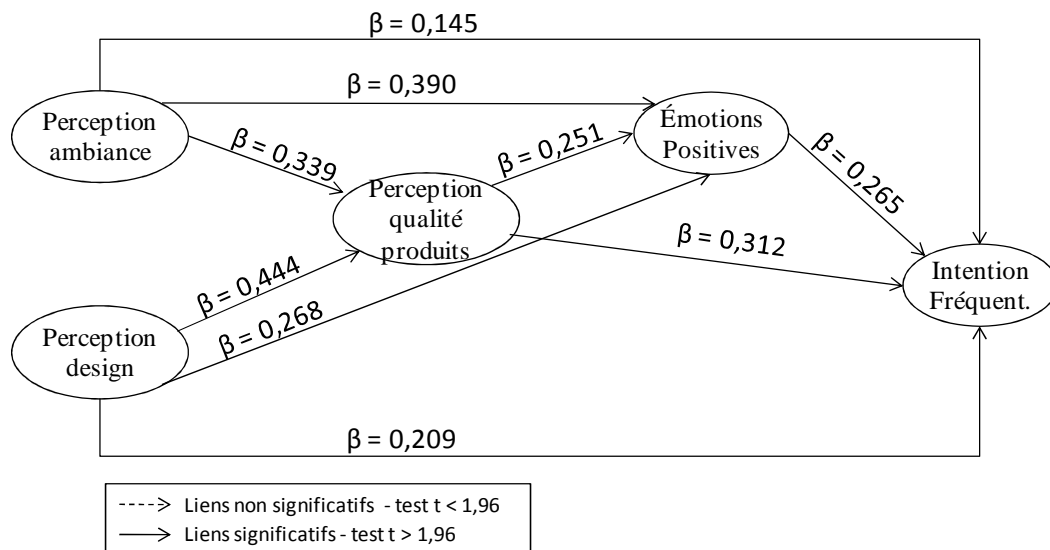 β = 0,145
β = 0,390
Perception
ambiance
Émotions
Positives
β = 0,339
β = 0,251
β = 0,265
Perception
qualité
produits
β = 0,312
Intention
Fréquent.
β = 0,444
β = 0,268
Perception
design
β = 0,209
Liens non significatifs - test t < 1,96
Liens significatifs - test t > 1,96